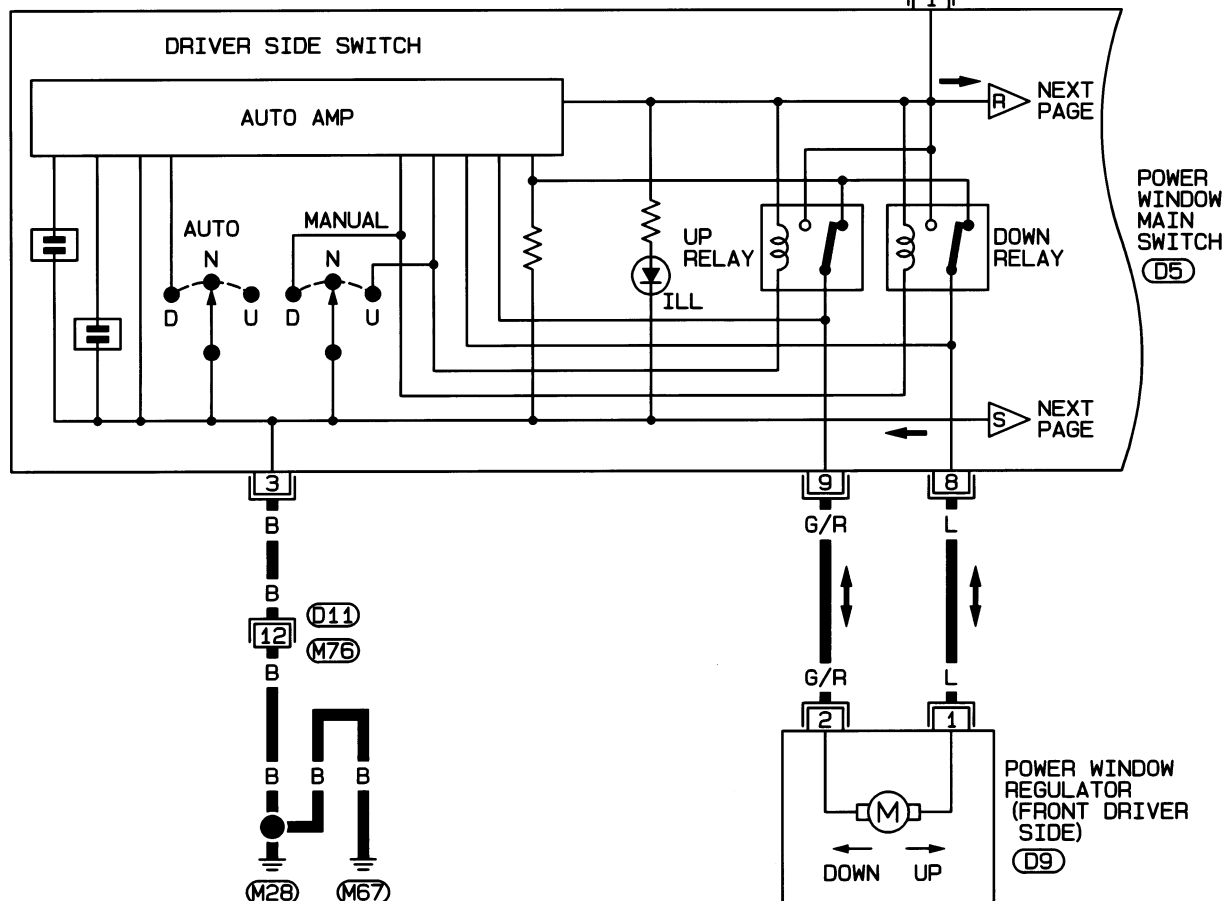 1
DRIVER SIDE SWITCH
AUTO AMP
R
NEXT
PAGE
POWER
WINDOW
MAIN
SWITCH
D5
AUTO
MANUAL
N
N
D
U
D
U
UP
RELAY
ILL
DOWN
RELAY
S
NEXT
PAGE
3
9
8
B
G/R
L
B
D11
12
M76
B
G/R
L
2
1
B
B
B
M
POWER WINDOW
REGULATOR
(FRONT DRIVER
SIDE)
D9
DOWN
UP
M28
M67